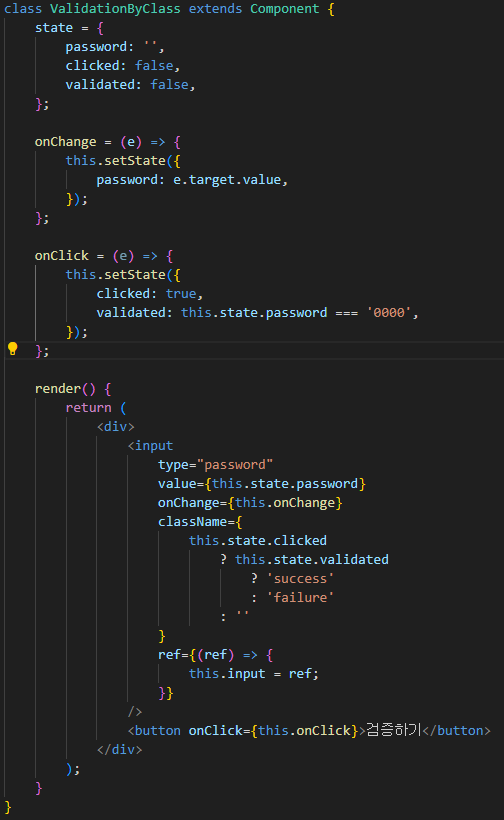 class ValidationByClass extends Component {
    state = {
        password: '',
        clicked: false,
        validated: false,
    };

    onChange = (e) => {
        this.setState({
            password: e.target.value,
        });
    };

    onClick = (e) => {
        this.setState({
            clicked: true,
            validated: this.state.password === '0000',
        });
    };

    render() {
        return (
            <div>
                <input
                    type="password"
                    value={this.state.password}
                    onChange={this.onChange}
                    className={
                        this.state.clicked
                            ? this.state.validated
                                ? 'success'
                                : 'failure'
                            : ''
                    }
                    ref={(ref) => {
                        this.input = ref;
                    }}
                />
                <button onClick={this.onClick}>검증하기</button>
            </div>
        );
    }
}